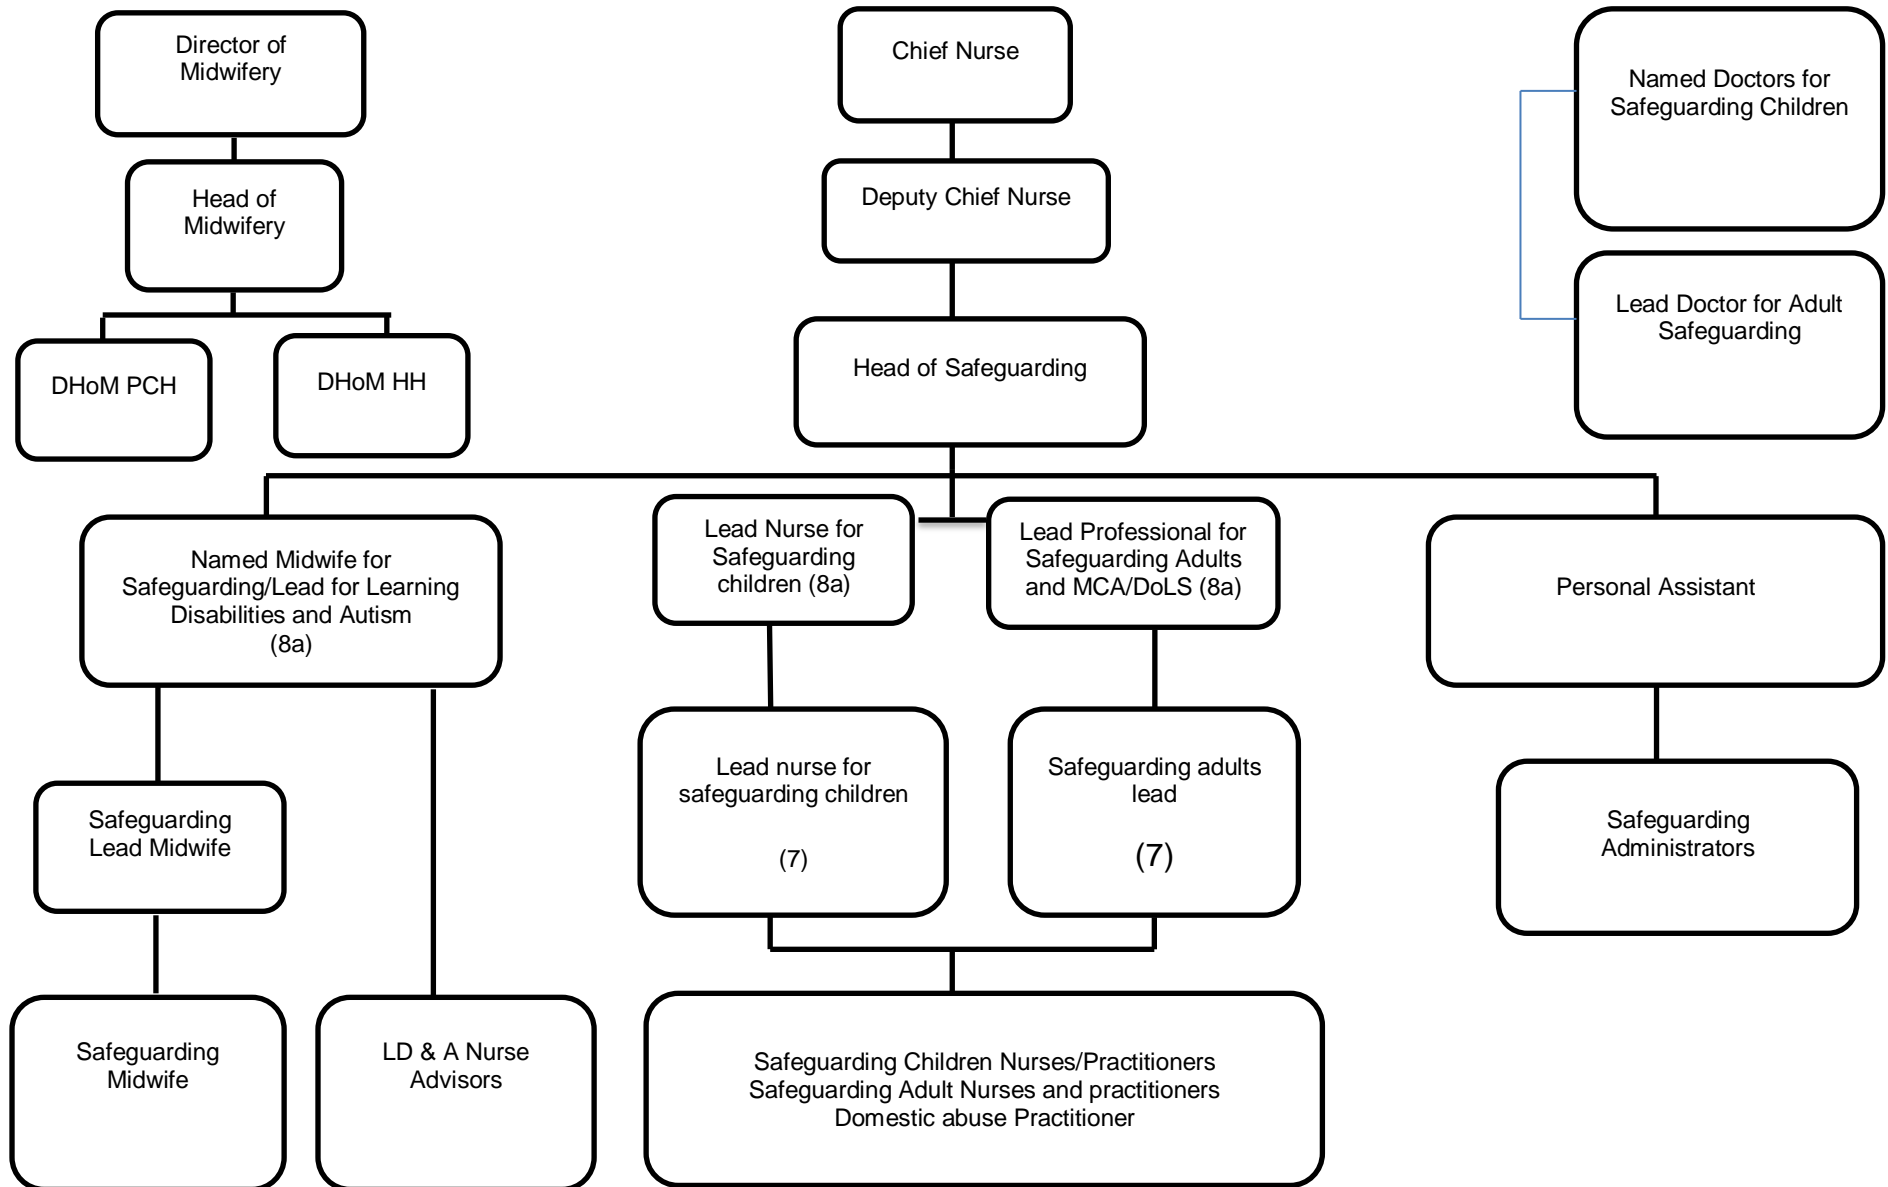 Director of
Midwifery
Chief Nurse
Named Doctors for
Safeguarding Children
Head of
Midwifery
Deputy Chief Nurse
Lead Doctor for Adult
Safeguarding
DHoM PCH
DHoM HH
Head of Safeguarding
Named Midwife for
Safeguarding/Lead for Learning
Disabilities and Autism
(8a)
Lead Nurse for
Safeguarding
children (8a)
Lead Professional for
Safeguarding Adults
and MCA/DoLS (8a)
Personal Assistant
Safeguarding
Lead Midwife
Lead nurse for
safeguarding children
(7)
Safeguarding adults
lead
(7)
Safeguarding
Administrators
Safeguarding
Midwife
LD & A Nurse
Advisors
Safeguarding Children Nurses/Practitioners
Safeguarding Adult Nurses and practitioners
Domestic abuse Practitioner